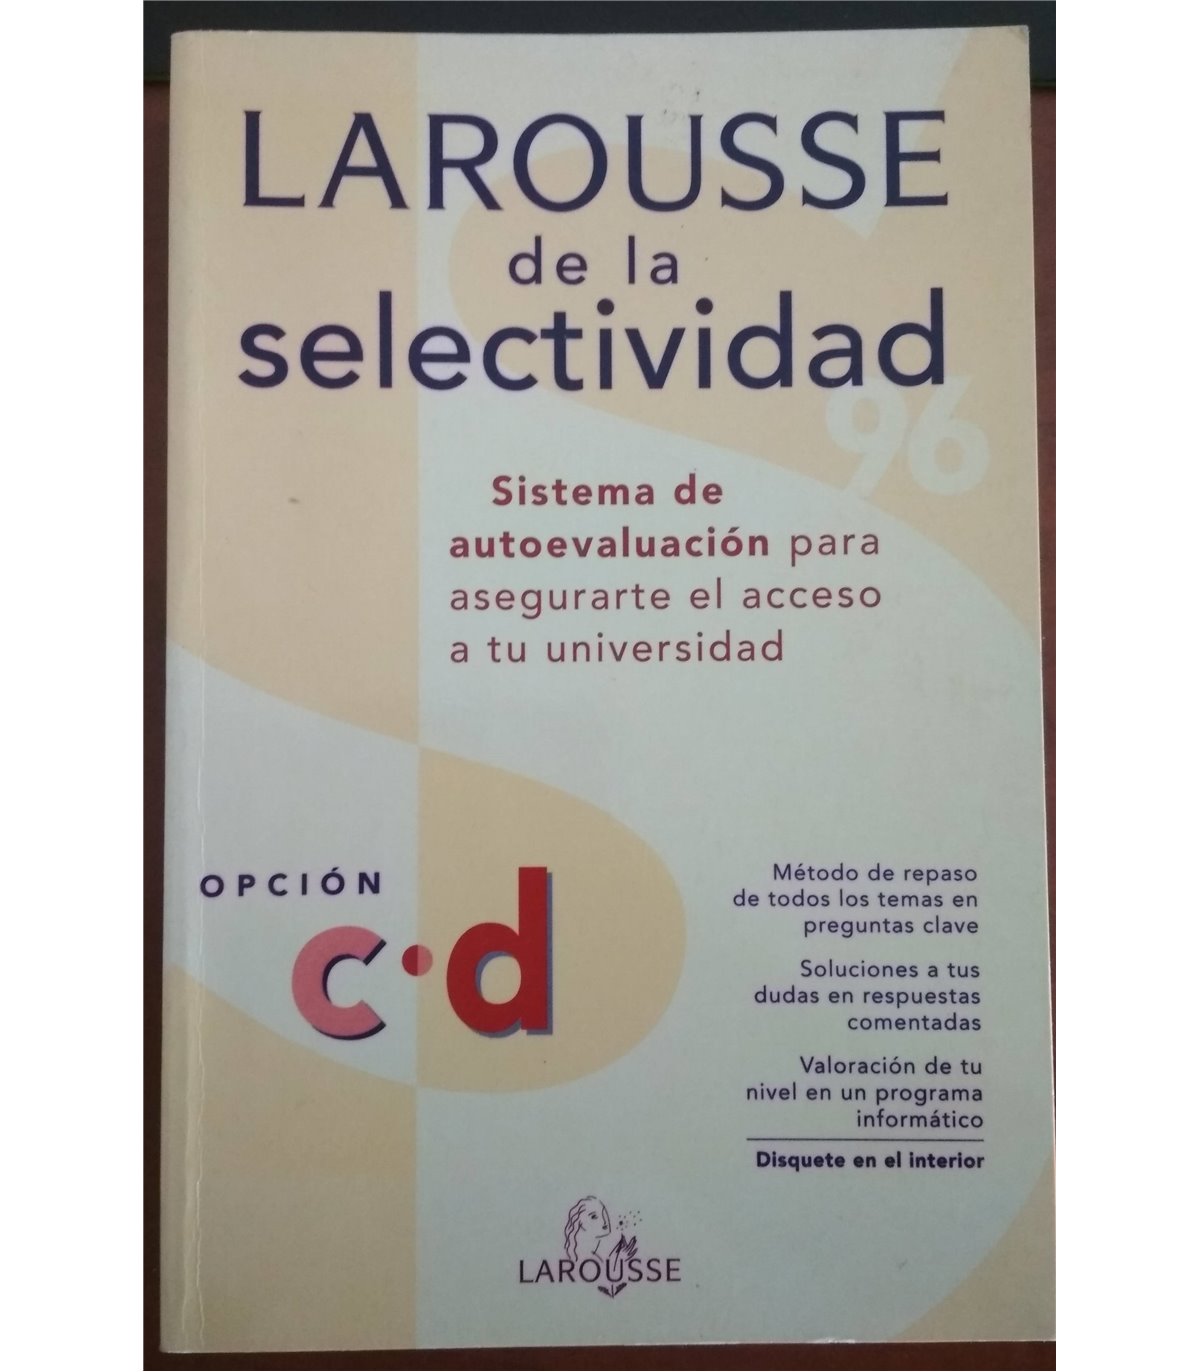 LAROUSSE
de la
selectividad
96
Sistema de
autoevaluación para
asegurarte el acceso
a tu universidad
OPCIÓN
c·d
Método de repaso
de todos los temas en
preguntas clave
Soluciones a tus
dudas en respuestas
comentadas
Valoración de tu
nivel en un programa
informático
Disquete en el interior
LAROUSSE